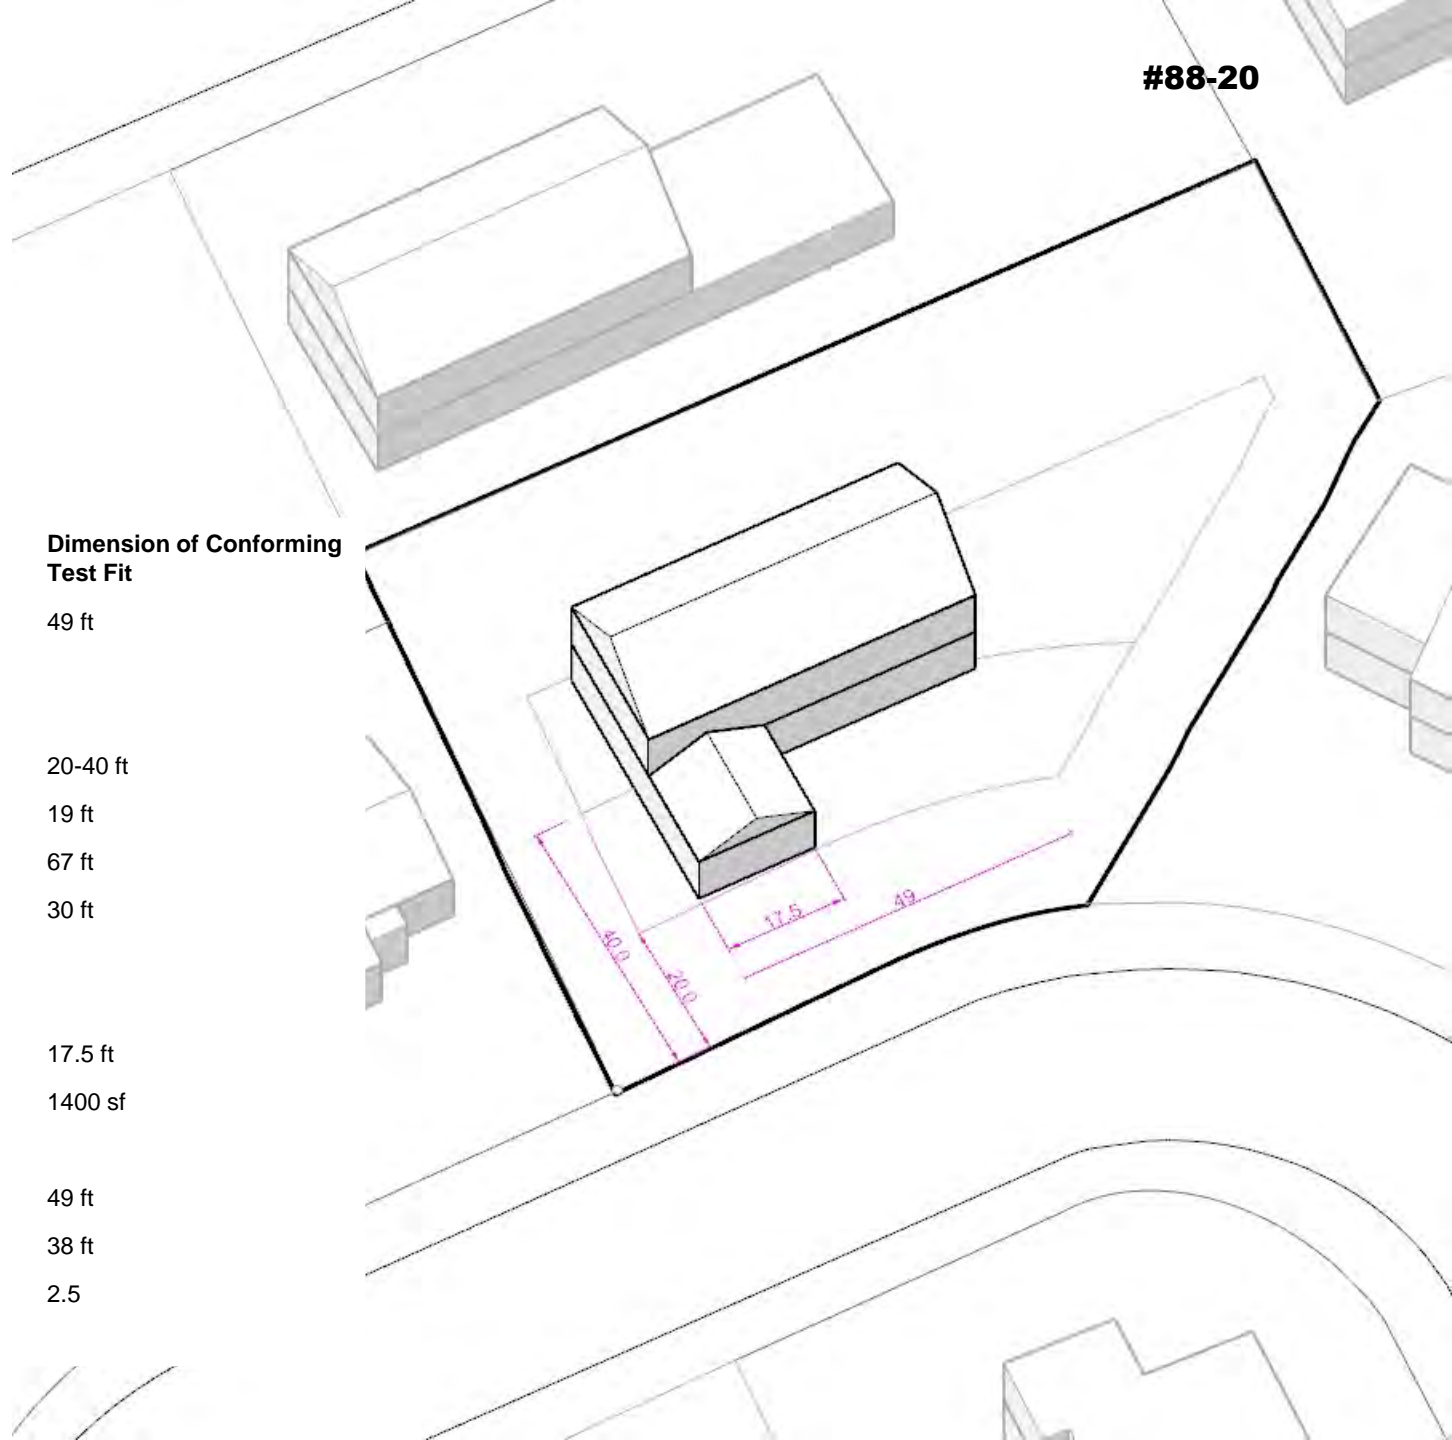 #88-20
Dimension of Conforming
Test Fit
49 ft
20-40 ft
19 ft
67 ft
30 ft
17.5 ft
1400 sf
49 ft
38 ft
2.5
40.0
20.0
17.5
49